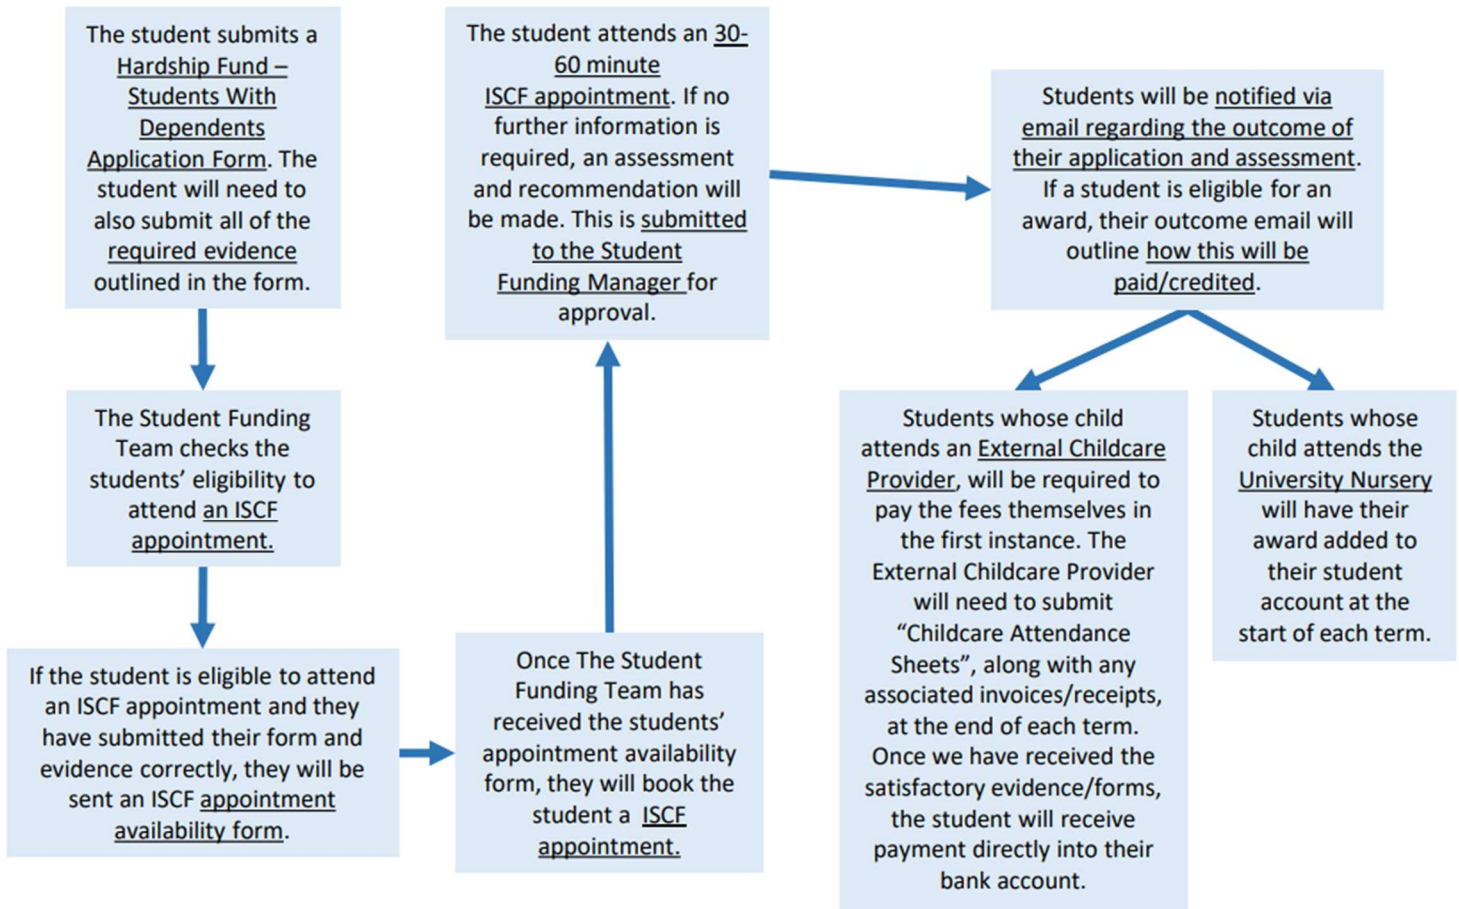 The student submits a
Hardship Fund –
Students With
Dependents
Application Form. The
student will need to
also submit all of the
required evidence
outlined in the form.
The Student Funding
Team checks the
students’ eligibility to
attend an ISCF
appointment.
If the student is eligible to attend
an ISCF appointment and they
have submitted their form and
evidence correctly, they will be
sent an ISCF appointment
availability form.
Once The Student
Funding Team has
received the students’
appointment availability
form, they will book the
student a ISCF
appointment.
The student attends an 30-
60 minute
ISCF appointment. If no
further information is
required, an assessment
and recommendation will
be made. This is submitted
to the Student
Funding Manager for
approval.
Students will be notified via
email regarding the outcome of
their application and assessment.
If a student is eligible for an
award, their outcome email will
outline how this will be
paid/credited.
Students whose child
attends an External Childcare
Provider, will be required to
pay the fees themselves in
the first instance. The
External Childcare Provider
will need to submit
“Childcare Attendance
Sheets”, along with any
associated invoices/receipts,
at the end of each term.
Once we have received the
satisfactory evidence/forms,
the student will receive
payment directly into their
bank account.
Students whose
child attends the
University Nursery
will have their
award added to
their student
account at the
start of each term.